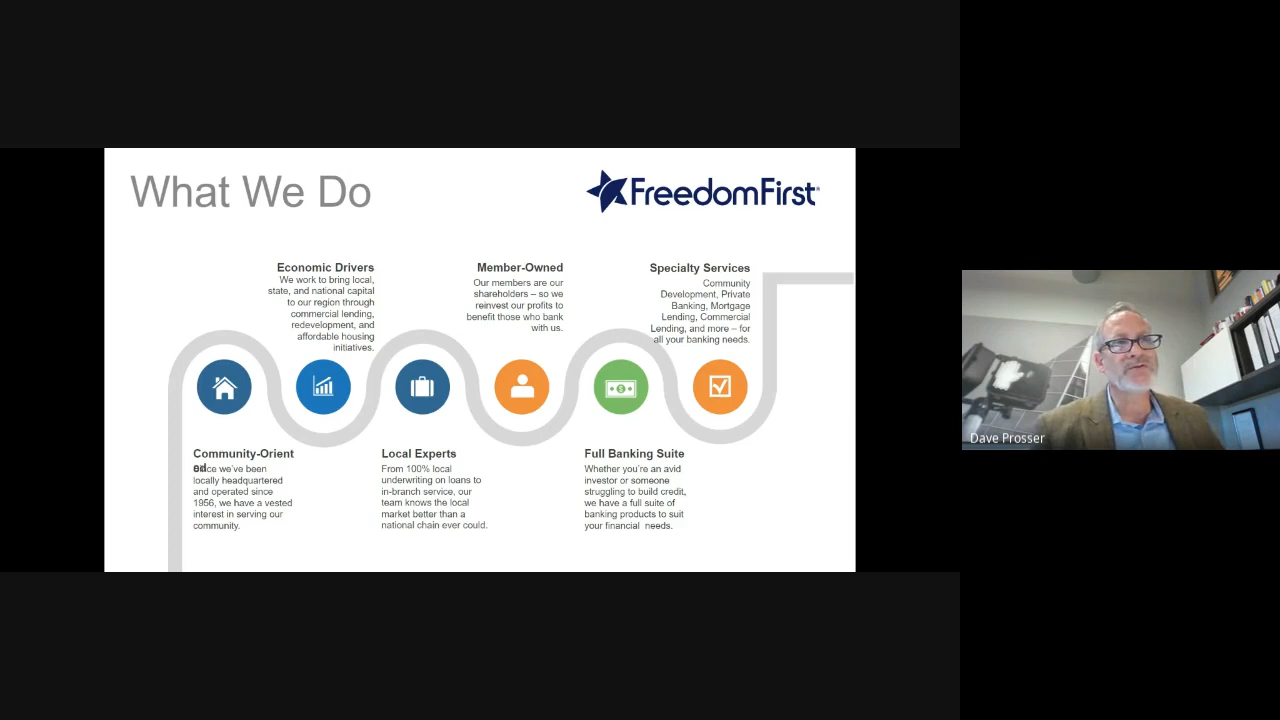 What We Do
FreedomFirst
Economic Drivers
We work to bring local,
state, and national capital
to our region through
commercial lending,
redevelopment, and
affordable housing
initiatives.
Member-Owned
Our members are our
shareholders – so we
reinvest our profits to
benefit those who bank
with us.
Specialty Services
Community
Development, Private
Banking, Mortgage
Lending, Commercial
Lending, and more – for
all your banking needs.
Community-Orient
ed
Since we've been
locally headquartered
and operated since
1956, we have a vested
interest in serving our
community.
Local Experts
From 100% local
underwriting on loans to
in-branch service, our
team knows the local
market better than a
national chain ever could.
Full Banking Suite
Whether you're an avid
investor or someone
struggling to build credit,
we have a full suite of
banking products to suit
your financial needs.
Dave Prosser